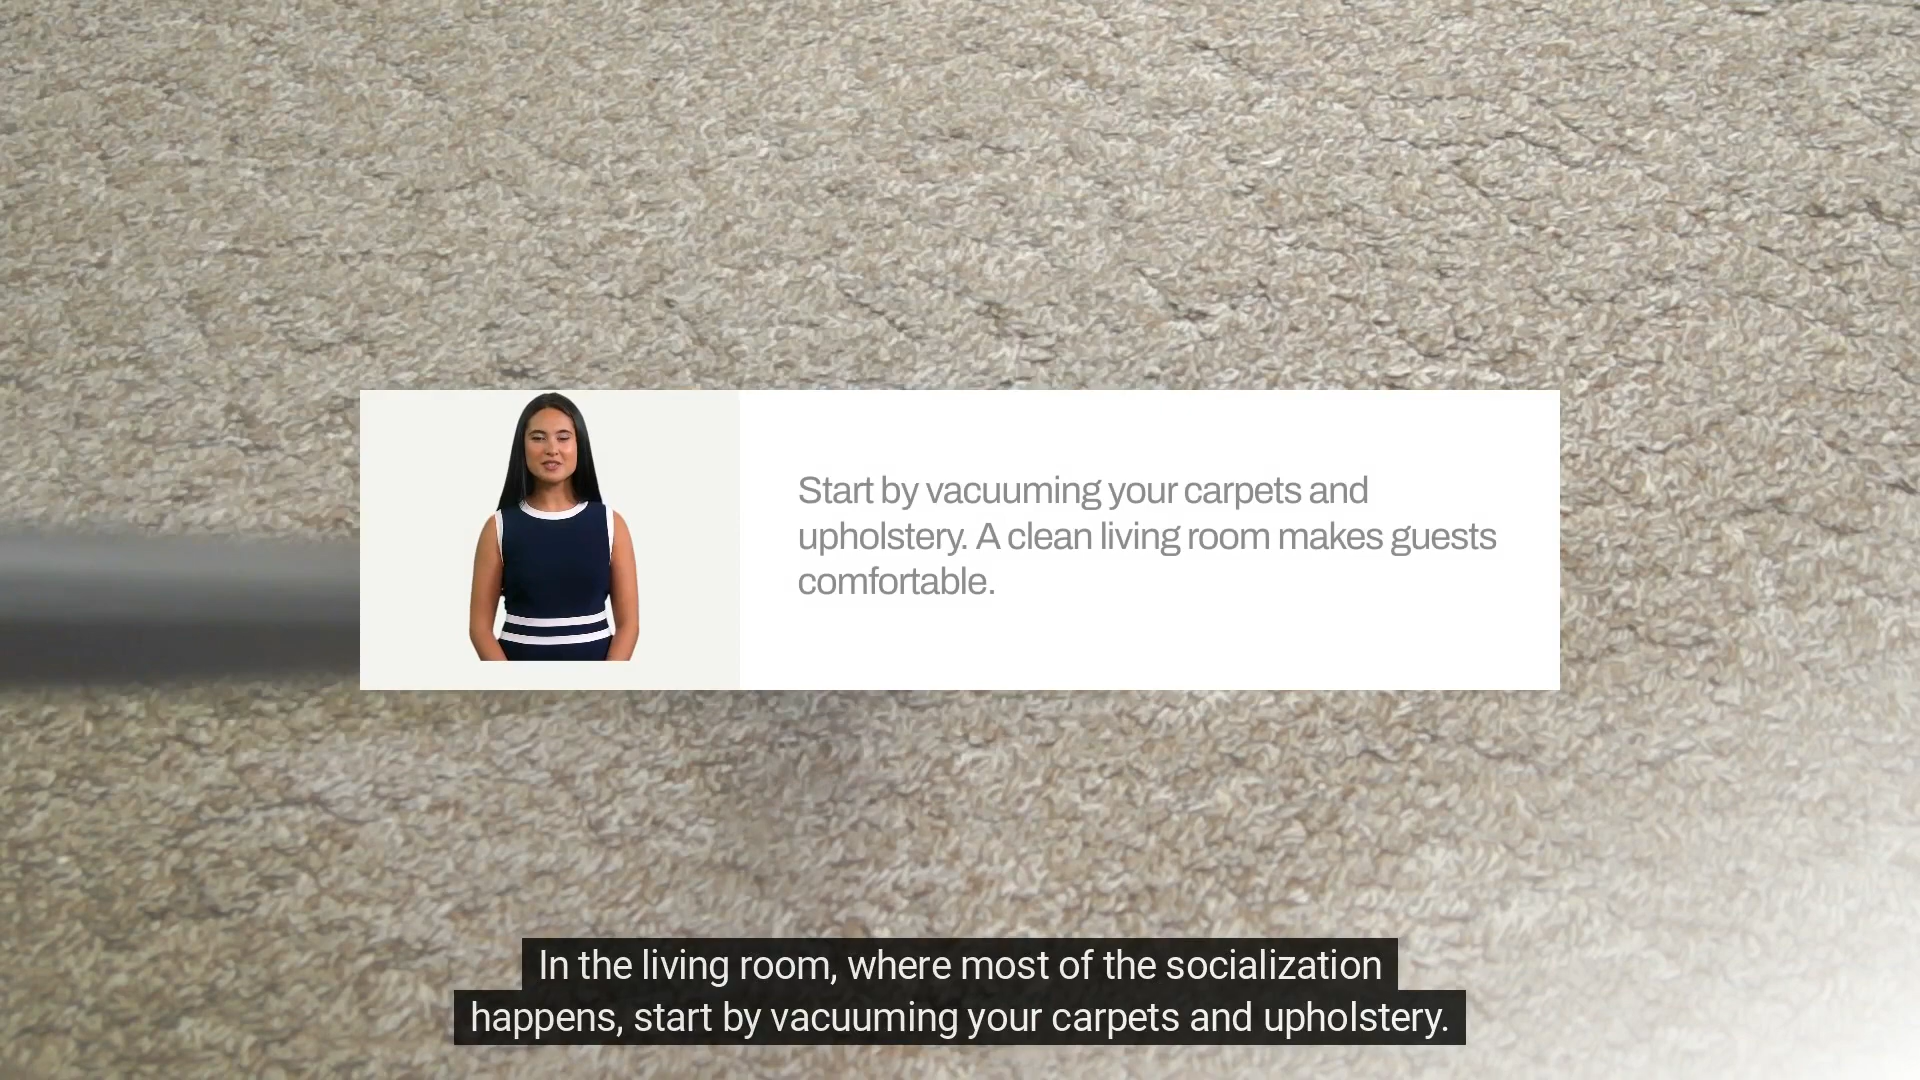 Start by vacuuming your carpets and
upholstery. A clean living room makes guests
comfortable.
In the living room, where most of the socialization
happens, start by vacuuming your carpets and upholstery.